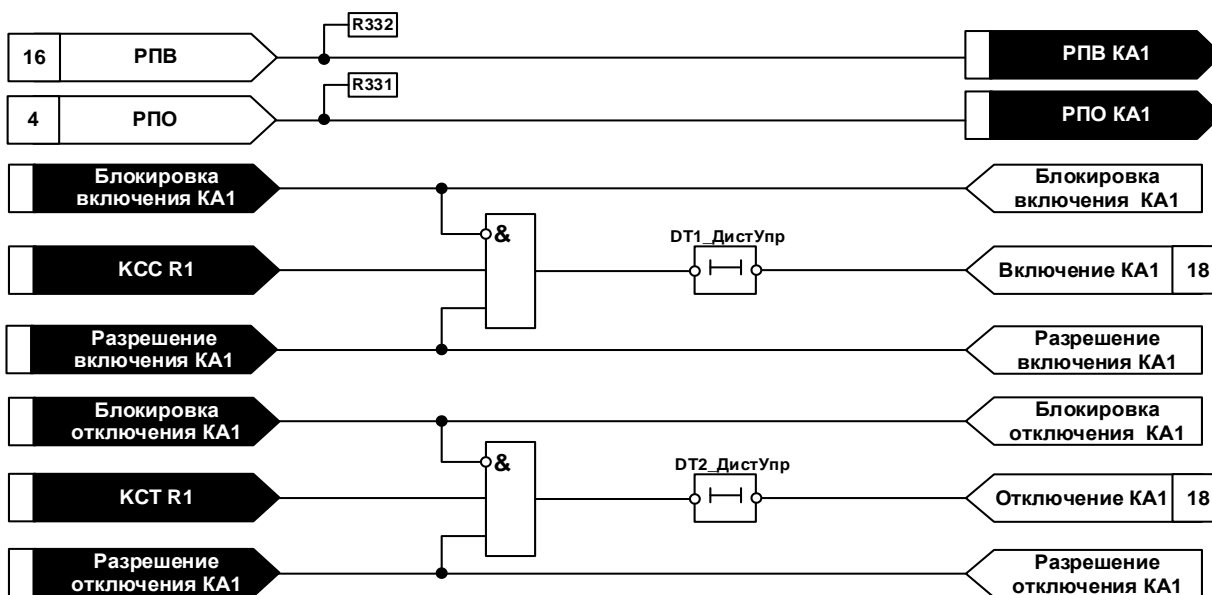 R332
16 РПВ РПВ КА1
R331
4 РПО РПО КА1
Блокировка
включения КА1
Блокировка
включения КА1
&
DT1_ДистУпр
КСС R1 Включение КА1 18
Разрешение
включения КА1
Разрешение
включения КА1
Блокировка
отключения КА1
Блокировка
отключения КА1
&
DT2_ДистУпр
КСТ R1 Отключение КА1 18
Разрешение
отключения КА1
Разрешение
отключения КА1